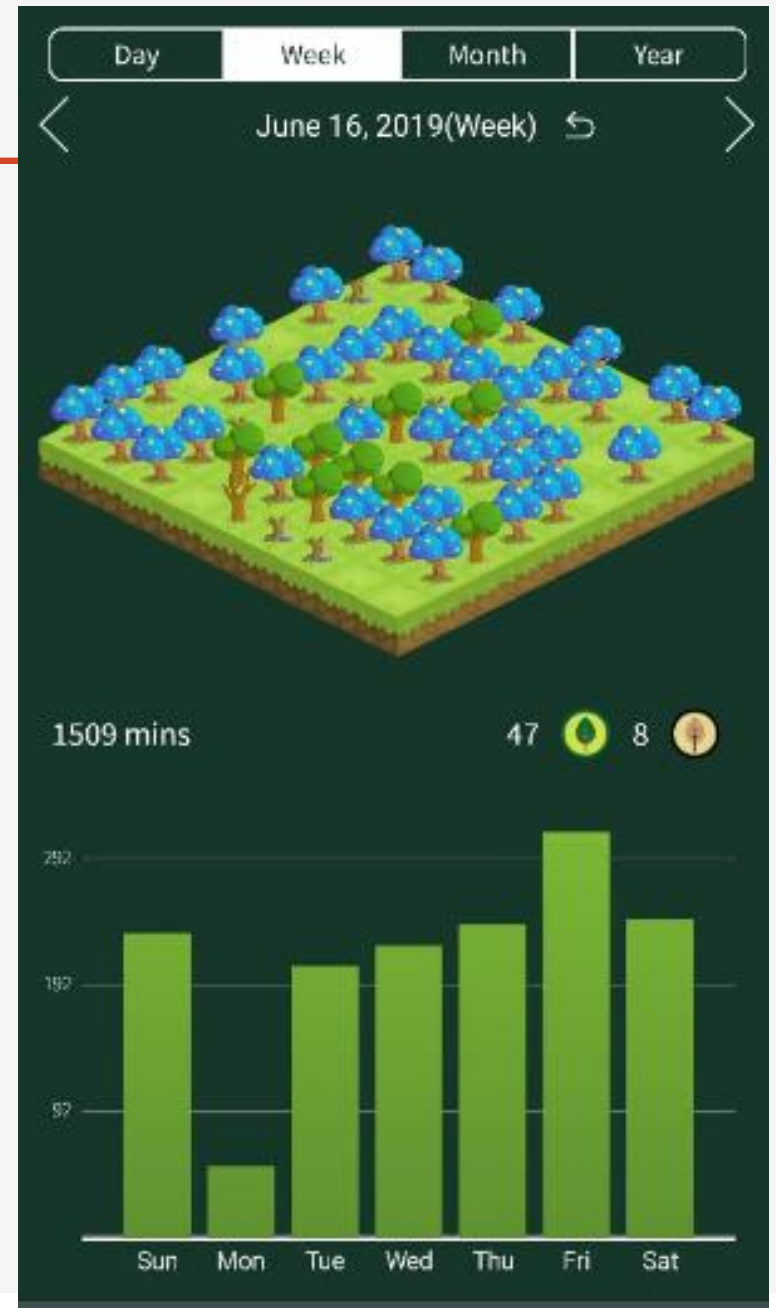 Day Week Month Year
June 16, 2019(Week)
1509 mins 47 8
292
192
92
Sun Mon Tue Wed Thu Fri Sat